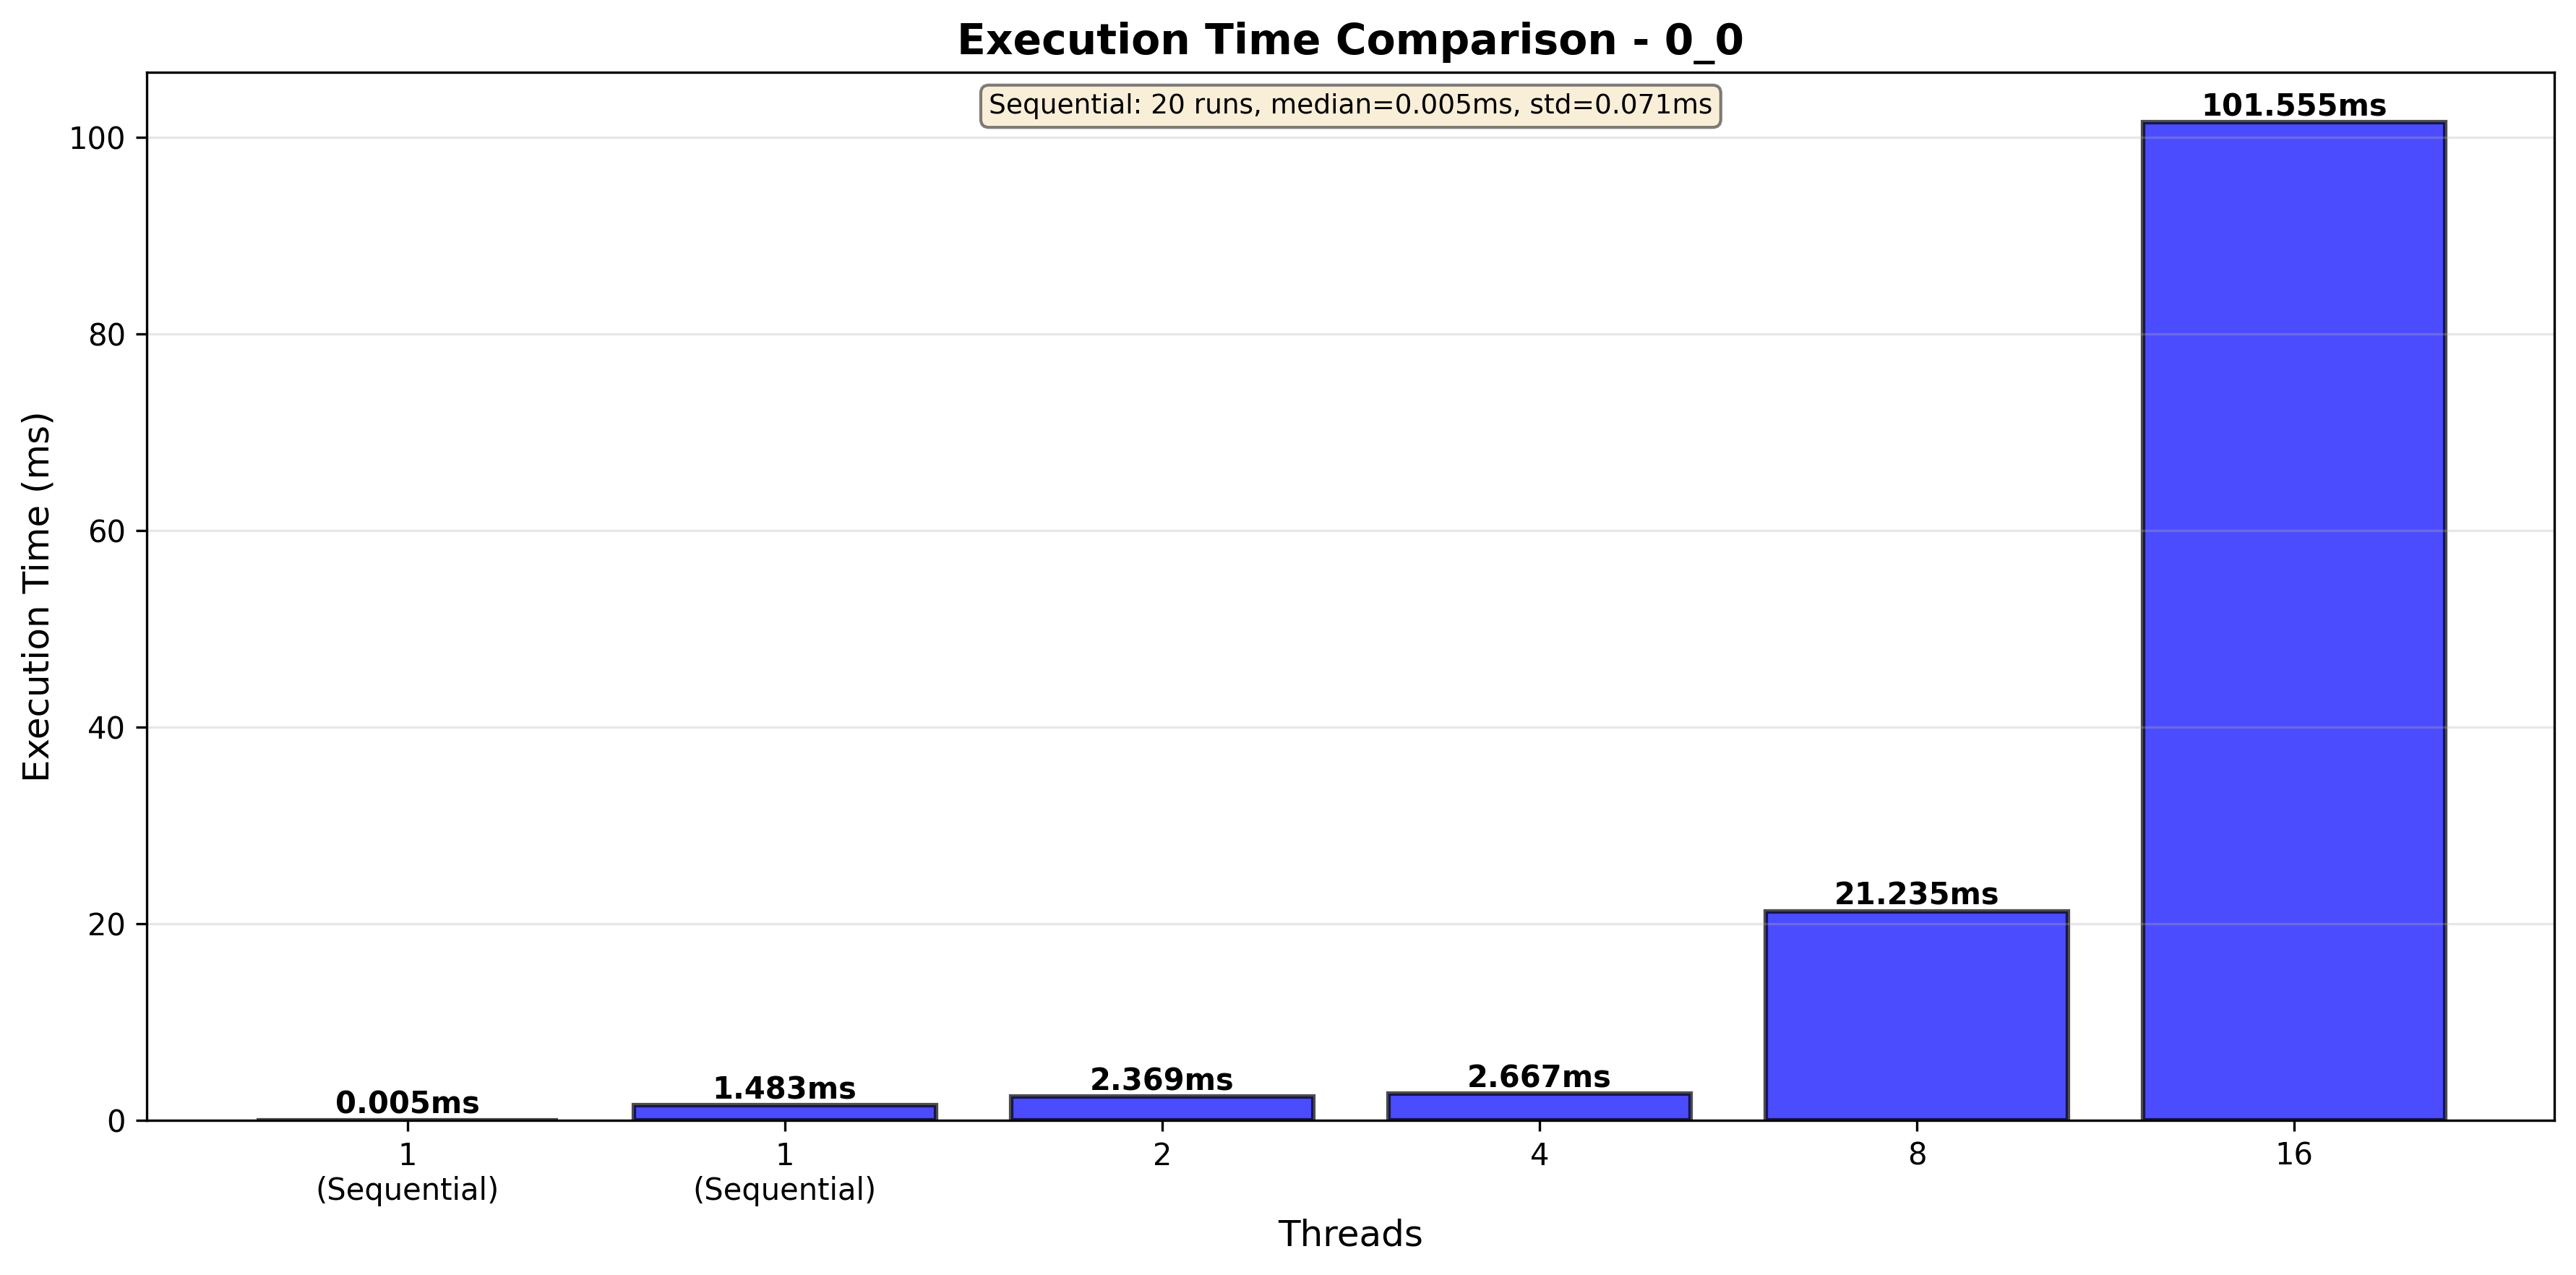 Execution Time Comparison - 0_0
Sequential: 20 runs, median=0.005ms, std=0.071ms
Execution Time (ms)
100
80
60
40
20
0
0.005ms
1.483ms
2.369ms
2.667ms
21.235ms
101.555ms
1
(Sequential)
1
(Sequential)
2
4
8
16
Threads